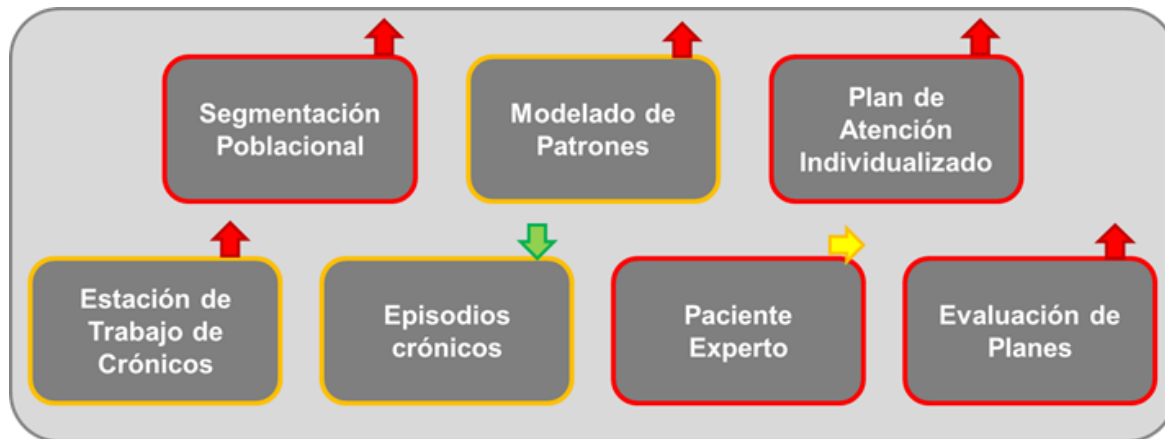 Segmentación
Poblacional
Modelado de
Patrones
Plan de
Atención
Individualizado
Estación de
Trabajo de
Crónicos
Episodios
crónicos
Paciente
Experto
Evaluación de
Planes